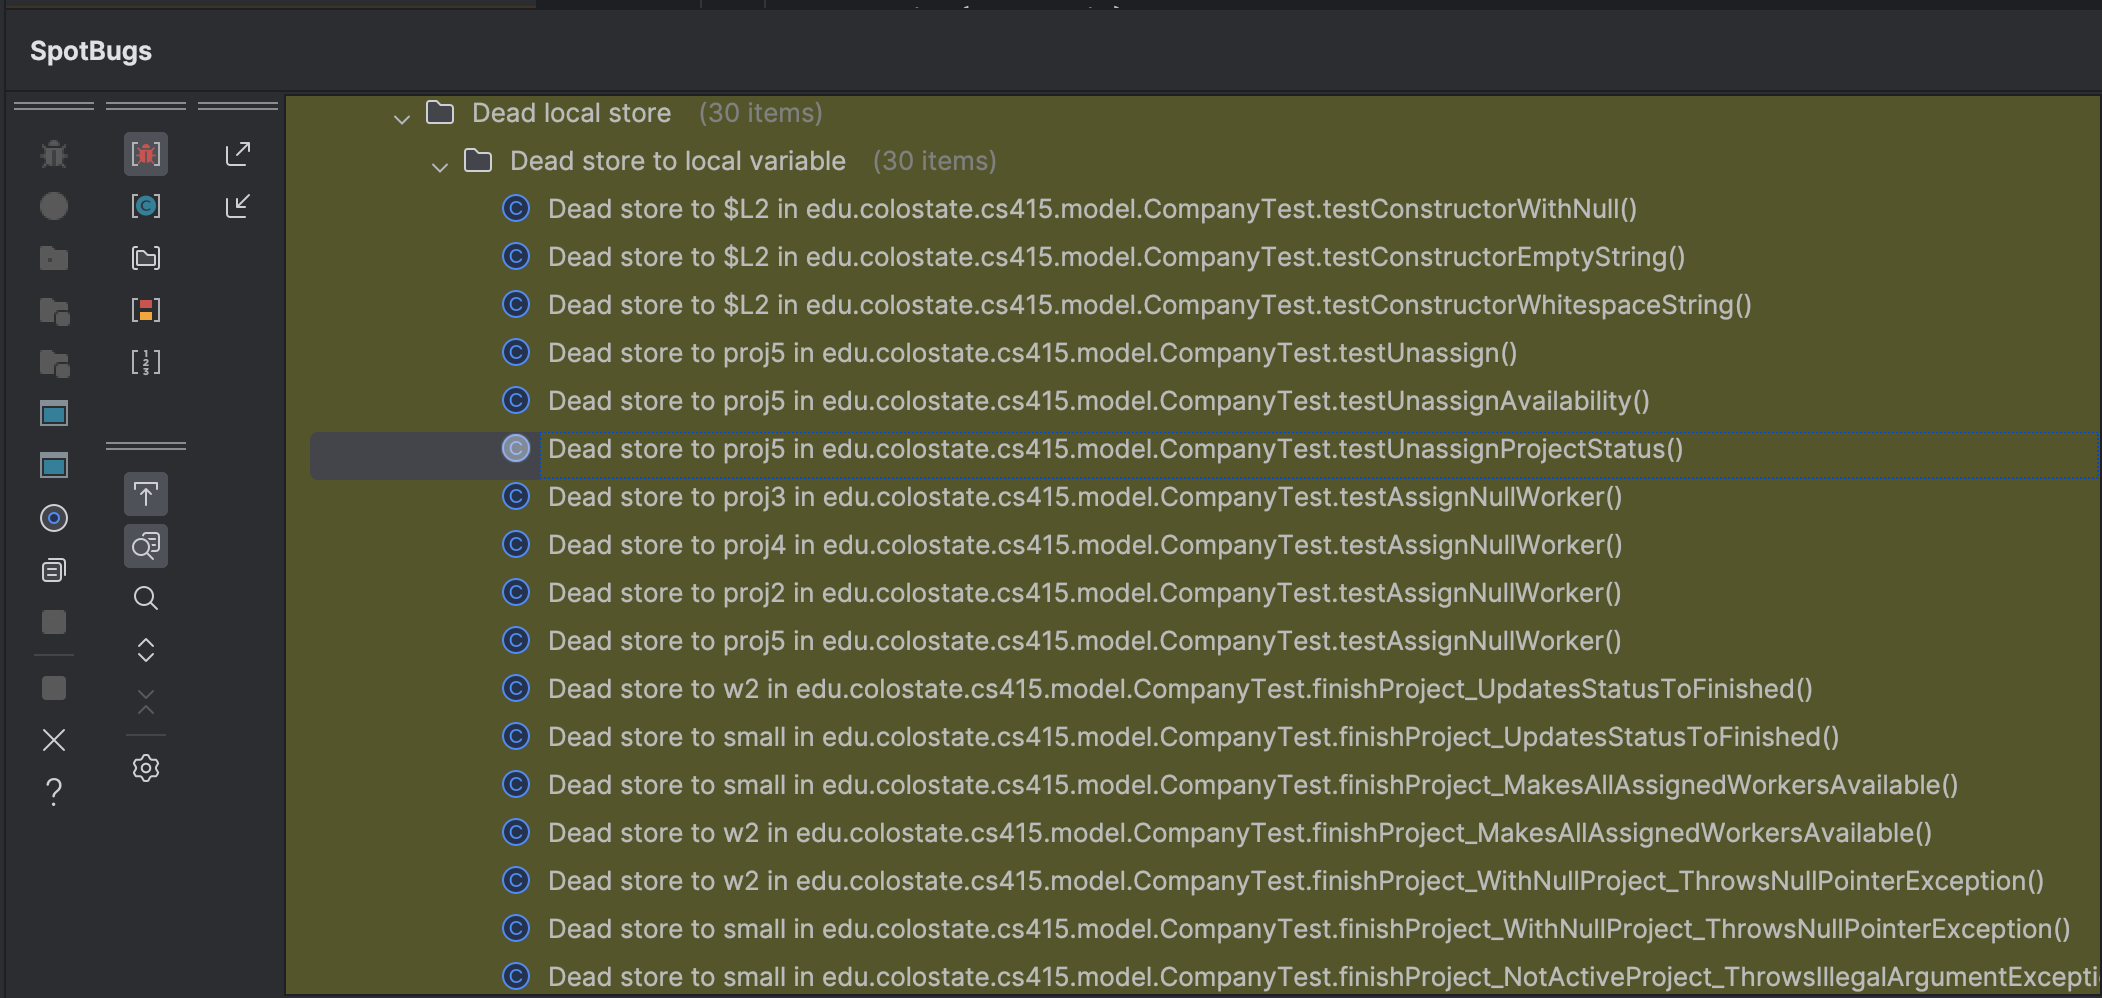 SpotBugs
Dead local store (30 items)
Dead store to local variable (30 items)
Dead store to $L2 in edu.colostate.cs415.model.CompanyTest.testConstructorWithNull()
Dead store to $L2 in edu.colostate.cs415.model.CompanyTest.testConstructorEmptyString()
Dead store to $L2 in edu.colostate.cs415.model.CompanyTest.testConstructorWhitespaceString()
Dead store to proj5 in edu.colostate.cs415.model.CompanyTest.testUnassign()
Dead store to proj5 in edu.colostate.cs415.model.CompanyTest.testUnassignAvailability()
Dead store to proj5 in edu.colostate.cs415.model.CompanyTest.testUnassignProjectStatus()
Dead store to proj3 in edu.colostate.cs415.model.CompanyTest.testAssignNullWorker()
Dead store to proj4 in edu.colostate.cs415.model.CompanyTest.testAssignNullWorker()
Dead store to proj2 in edu.colostate.cs415.model.CompanyTest.testAssignNullWorker()
Dead store to proj5 in edu.colostate.cs415.model.CompanyTest.testAssignNullWorker()
Dead store to w2 in edu.colostate.cs415.model.CompanyTest.finishProject_UpdatesStatusToFinished()
Dead store to small in edu.colostate.cs415.model.CompanyTest.finishProject_UpdatesStatusToFinished()
Dead store to small in edu.colostate.cs415.model.CompanyTest.finishProject_MakesAllAssignedWorkersAvailable()
Dead store to w2 in edu.colostate.cs415.model.CompanyTest.finishProject_MakesAllAssignedWorkersAvailable()
Dead store to w2 in edu.colostate.cs415.model.CompanyTest.finishProject_WithNullProject_ThrowsNullPointerException()
Dead store to small in edu.colostate.cs415.model.CompanyTest.finishProject_WithNullProject_ThrowsNullPointerException()
Dead store to small in edu.colostate.cs415.model.CompanyTest.finishProject_NotActiveProject_ThrowsIllegalArgumentExcepti